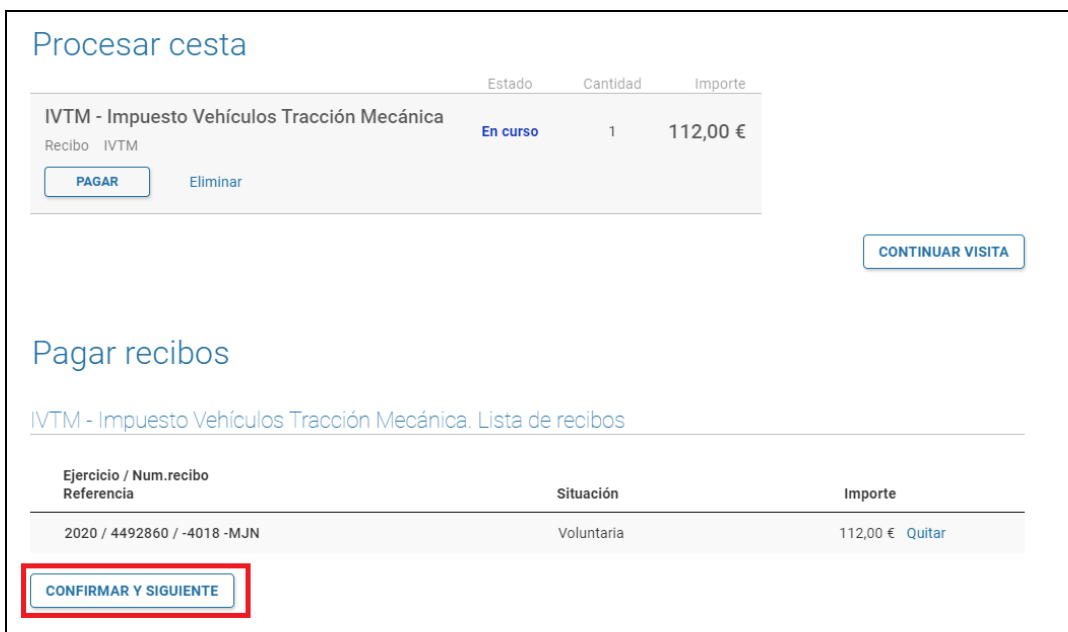 Procesar cesta
Estado Cantidad Importe
IVTM - Impuesto Vehículos Tracción Mecánica
En curso 1 112,00 €
Recibo IVTM
PAGAR Eliminar
CONTINUAR VISITA
Pagar recibos
IVTM - Impuesto Vehículos Tracción Mecánica. Lista de recibos
Ejercicio / Num.recibo
Referencia Situación Importe
2020 / 4492860 / -4018 -MJN Voluntaria 112,00 € Quitar
CONFIRMAR Y SIGUIENTE